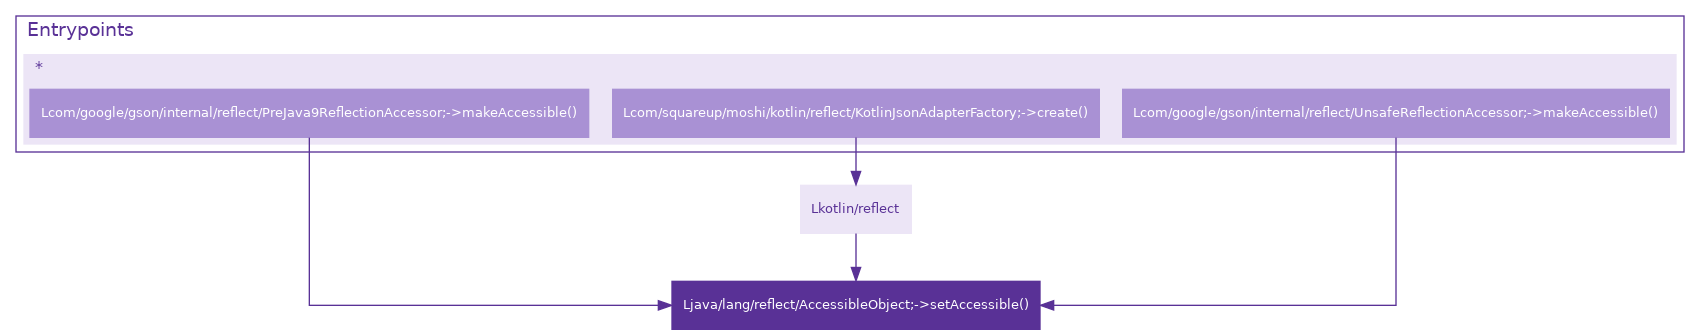 Entrypoints
*
Lcom/google/gson/internal/reflect/PreJava9ReflectionAccessor;->makeAccessible()
Lcom/squareup/moshi/kotlin/reflect/KotlinJsonAdapterFactory;->create()
Lcom/google/gson/internal/reflect/UnsafeReflectionAccessor;->makeAccessible()
Lkotlin/reflect
Ljava/lang/reflect/AccessibleObject;->setAccessible()